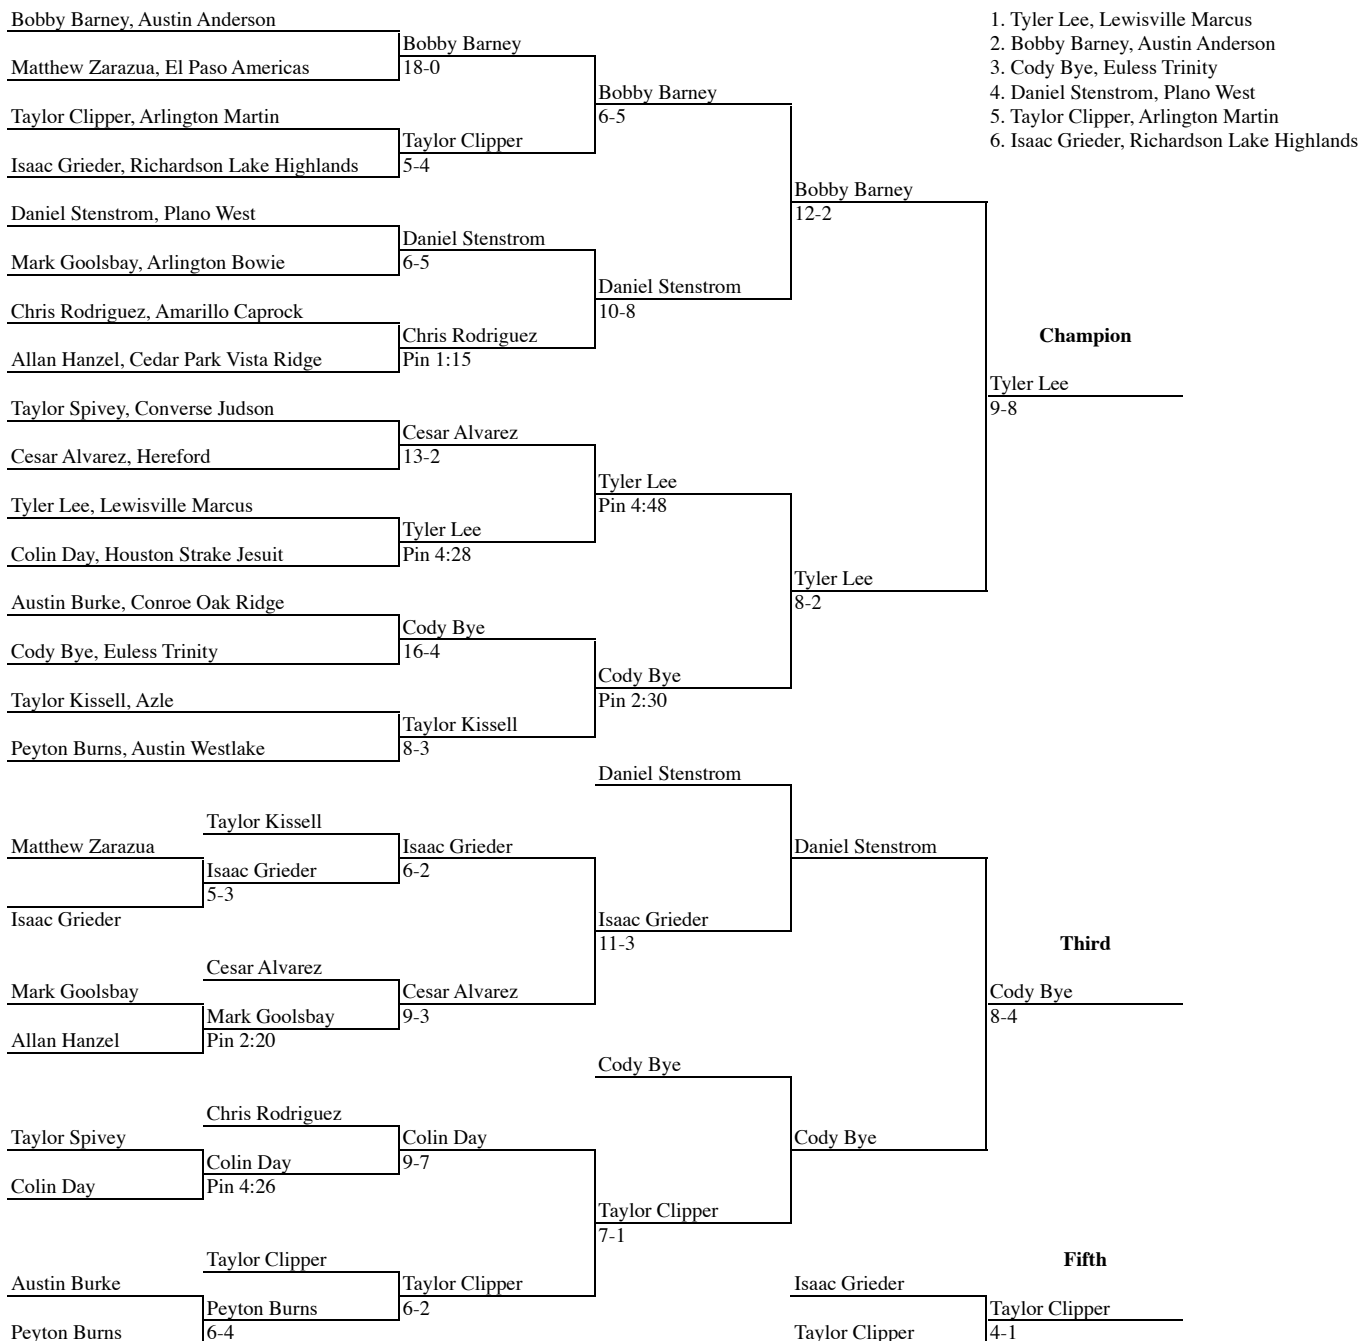 Bobby Barney, Austin Anderson
Bobby Barney
Matthew Zarazua, El Paso Americas
18-0
Bobby Barney
6-5
Taylor Clipper, Arlington Martin
Taylor Clipper
Isaac Grieder, Richardson Lake Highlands
5-4
Bobby Barney
12-2
Daniel Stenstrom, Plano West
Daniel Stenstrom
Mark Goolsbay, Arlington Bowie
6-5
Daniel Stenstrom
10-8
Chris Rodriguez, Amarillo Caprock
Chris Rodriguez
Allan Hanzel, Cedar Park Vista Ridge
Pin 1:15
1. Tyler Lee, Lewisville Marcus
2. Bobby Barney, Austin Anderson
3. Cody Bye, Euless Trinity
4. Daniel Stenstrom, Plano West
5. Taylor Clipper, Arlington Martin
6. Isaac Grieder, Richardson Lake Highlands
Champion
Tyler Lee
9-8
Taylor Spivey, Converse Judson
Cesar Alvarez
Cesar Alvarez, Hereford
13-2
Tyler Lee
Pin 4:48
Tyler Lee, Lewisville Marcus
Tyler Lee
Colin Day, Houston Strake Jesuit
Pin 4:28
Tyler Lee
8-2
Austin Burke, Conroe Oak Ridge
Cody Bye
Cody Bye, Euless Trinity
16-4
Cody Bye
Pin 2:30
Taylor Kissell, Azle
Taylor Kissell
Peyton Burns, Austin Westlake
8-3
Daniel Stenstrom
Taylor Kissell
Matthew Zarazua
Isaac Grieder
Daniel Stenstrom
Isaac Grieder
6-2
5-3
Isaac Grieder
Isaac Grieder
11-3
Third
Cesar Alvarez
Mark Goolsbay
Cesar Alvarez
Cody Bye
Mark Goolsbay
9-3
8-4
Allan Hanzel
Pin 2:20
Cody Bye
Chris Rodriguez
Taylor Spivey
Colin Day
Cody Bye
Colin Day
9-7
Colin Day
Pin 4:26
Taylor Clipper
7-1
Taylor Clipper
Fifth
Austin Burke
Taylor Clipper
Isaac Grieder
Peyton Burns
6-2
Taylor Clipper
Peyton Burns
6-4
Taylor Clipper
4-1